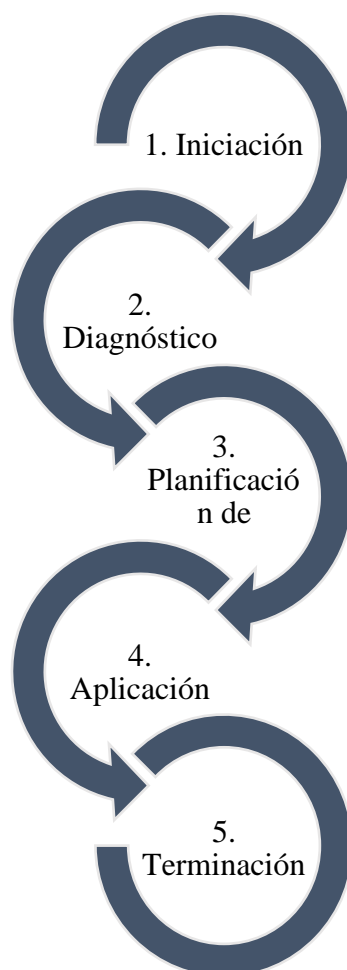 1. Iniciación
2.
Diagnóstico
3.
Planificació
n de
4.
Aplicación
5.
Terminación